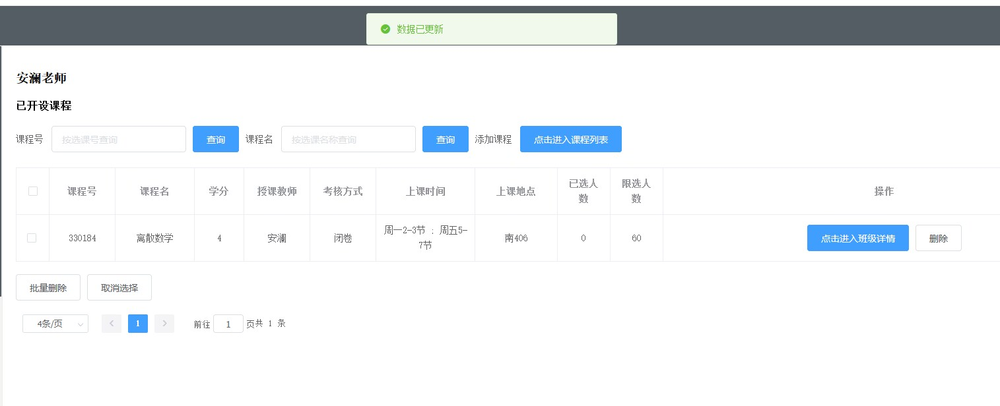 数据已更新
安澜老师
已开设课程
课程号 按选课号查询 查询 课程名 按选课名称查询 查询 添加课程 点击进入课程列表
课程号 课程名 学分 授课教师 考核方式 上课时间 上课地点 已选人数 限选人数 操作
330184 离散数学 4 安澜 闭卷 周一2-3节 ; 周五5-7节 南406 0 60 点击进入班级详情 删除
批量删除 取消选择
4条/页 1 前往 1 页共 1 条